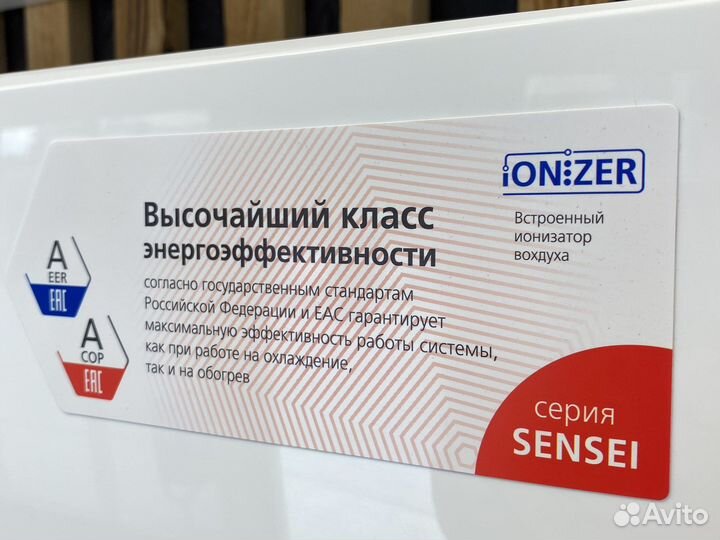 iONIZER
Встроенный
ионизатор
вохдуха
Высочайший класс
энергоэффективности
согласно государственным стандартам
Российской Федерации и ЕАС гарантирует
максимальную эффективность работы системы,
как при работе на охлаждение,
так и на обогрев
A
EER
EAC
A
COP
EAC
серия
SENSEI
Avito